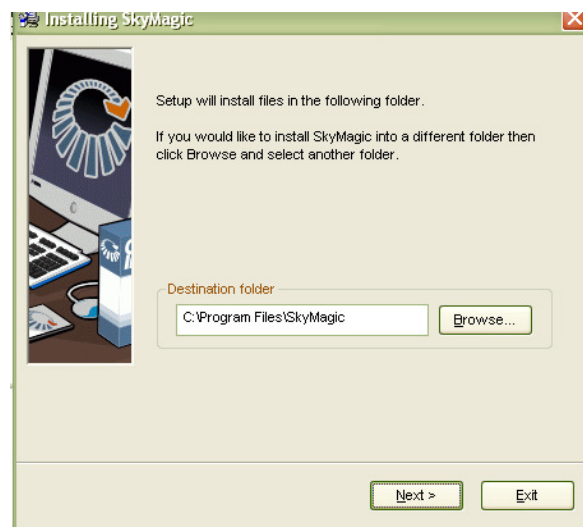 Installing SkyMagic
Setup will install files in the following folder.
If you would like to install SkyMagic into a different folder then
click Browse and select another folder.
Destination folder
C:\Program Files\SkyMagic
Browse...
Next >
Exit